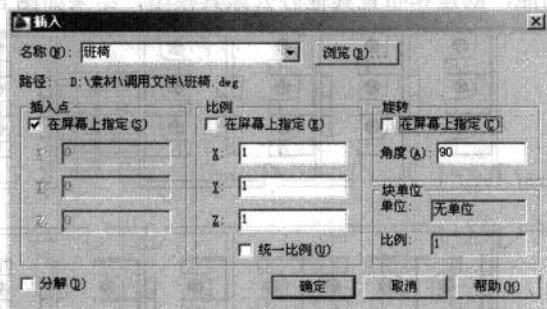 插入
名称(N): 班椅 浏览(B)...
路径: D:\素材\调用文件\班椅.dwg
插入点
在屏幕上指定(S)
X: 0
Y: 0
Z: 0
比例
在屏幕上指定(E)
X: 1
Y: 1
Z: 1
统一比例(U)
旋转
在屏幕上指定(C)
角度(A): 90
块单位
单位: 无单位
比例: 1
分解(D)
确定 取消 帮助(H)